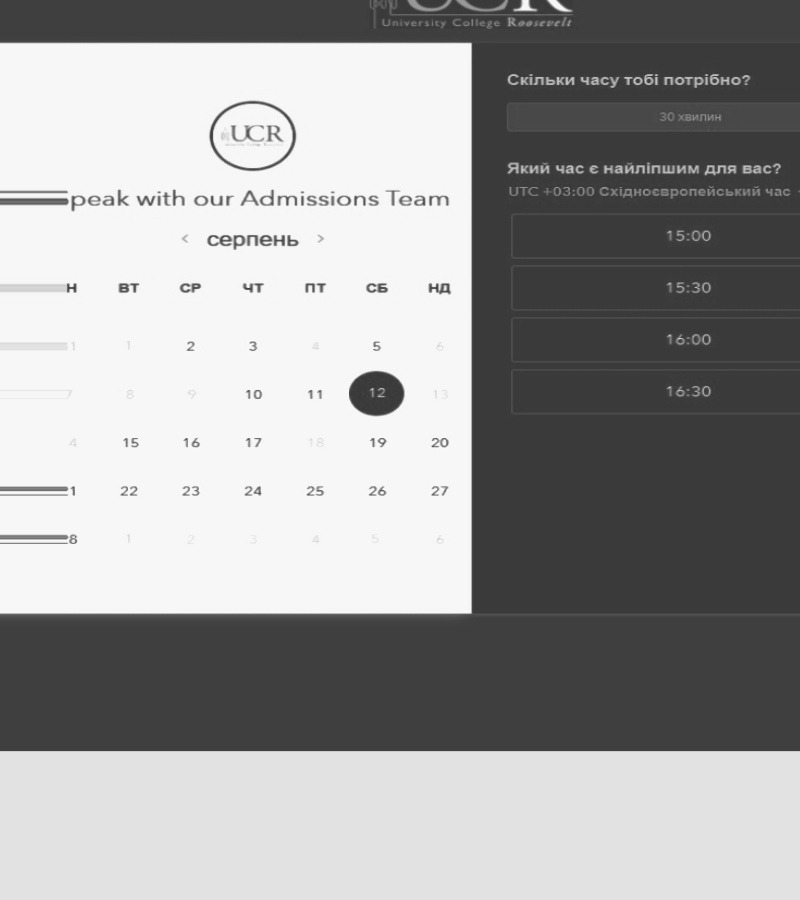 UCR
University College Roosevelt
UCR
peak with our Admissions Team
< серпень >
Н ВТ СР ЧТ ПТ СБ НД
1 1 2 3 4 5 6
7 8 9 10 11 12 13
4 15 16 17 18 19 20
1 22 23 24 25 26 27
8 1 2 3 4 5 6
Скільки часу тобі потрібно?
30 хвилин
Який час є найліпшим для вас?
UTC +03:00 Східноєвропейський час
15:00
15:30
16:00
16:30